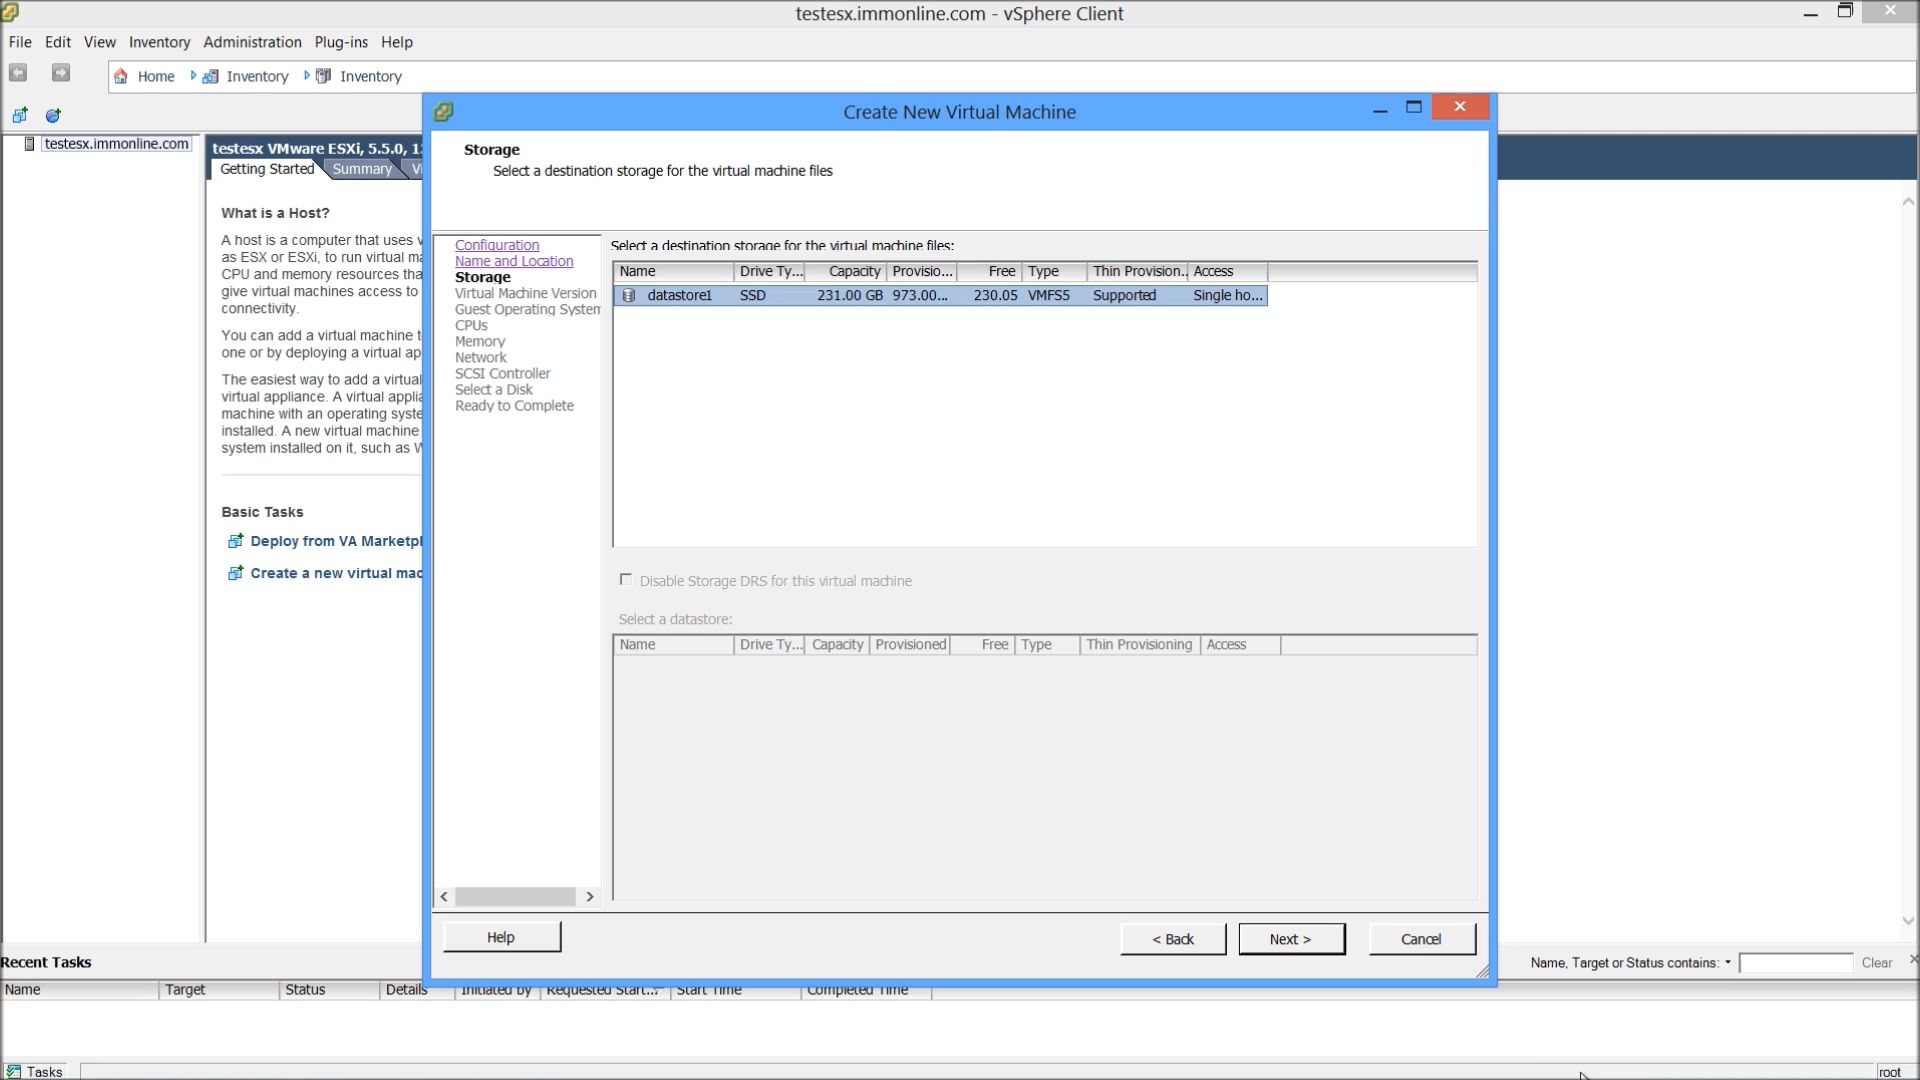 testesx.immonline.com - vSphere Client
File Edit View Inventory Administration Plug-ins Help
Home Inventory Inventory
testesx.immonline.com
testesx VMware ESXi, 5.5.0,
Getting Started Summary
What is a Host?
A host is a computer that uses
as ESX or ESXi, to run virtual
CPU and memory resources
give virtual machines access to
connectivity.
You can add a virtual machine
one or by deploying a virtual
The easiest way to add a virtual
virtual appliance. A virtual
machine with an operating
installed. A new virtual machine
system installed on it, such as
Basic Tasks
Deploy from VA
Create a new virtual
Create New Virtual Machine
Storage
Select a destination storage for the virtual machine files
Configuration
Name and Location
Storage
Virtual Machine Version
Guest Operating System
CPUs
Memory
Network
SCSI Controller
Select a Disk
Ready to Complete
Select a destination storage for the virtual machine files:
Name Drive Ty... Capacity Provisio... Free Type Thin Provision.. Access
datastore1 SSD 231.00 GB 973.00... 230.05 VMFS5 Supported Single ho...
Disable Storage DRS for this virtual machine
Select a datastore:
Name Drive Ty... Capacity Provisioned Free Type Thin Provisioning Access
Help < Back Next > Cancel
Recent Tasks
Name, Target or Status contains: Clear
Name Target Status Details Initiated by Requested Start... Start Time Completed Time
Tasks
root